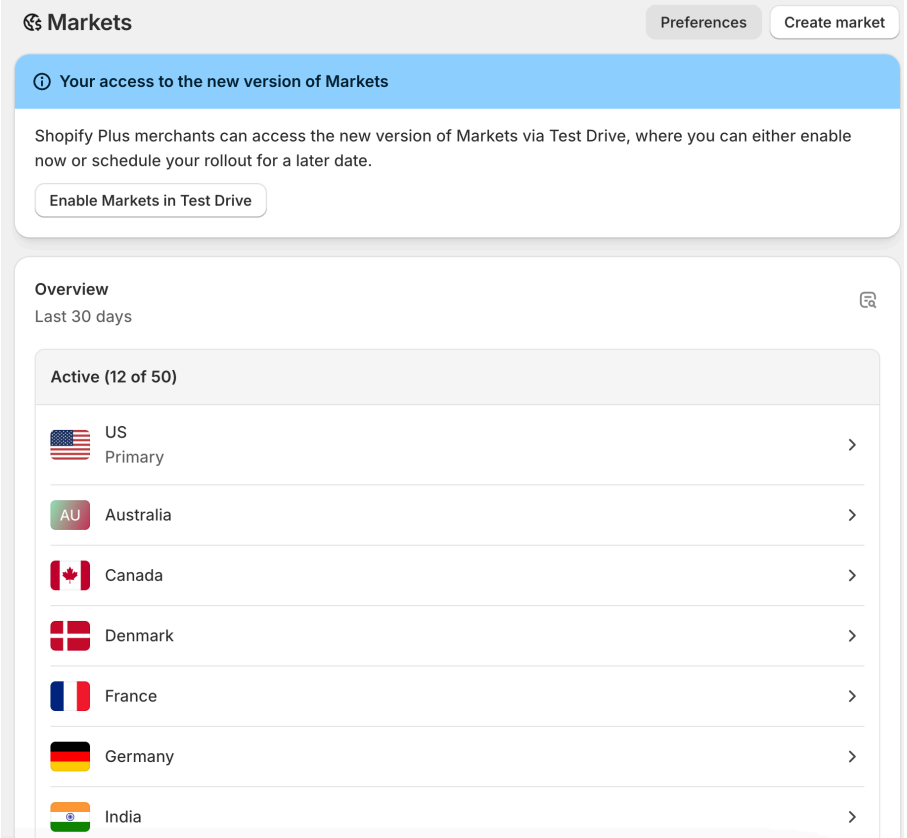 Markets
Preferences
Create market
Your access to the new version of Markets
Shopify Plus merchants can access the new version of Markets via Test Drive, where you can either enable
now or schedule your rollout for a later date.
Enable Markets in Test Drive
Overview
Last 30 days
Active (12 of 50)
US
Primary
AU
Australia
Canada
Denmark
France
Germany
India